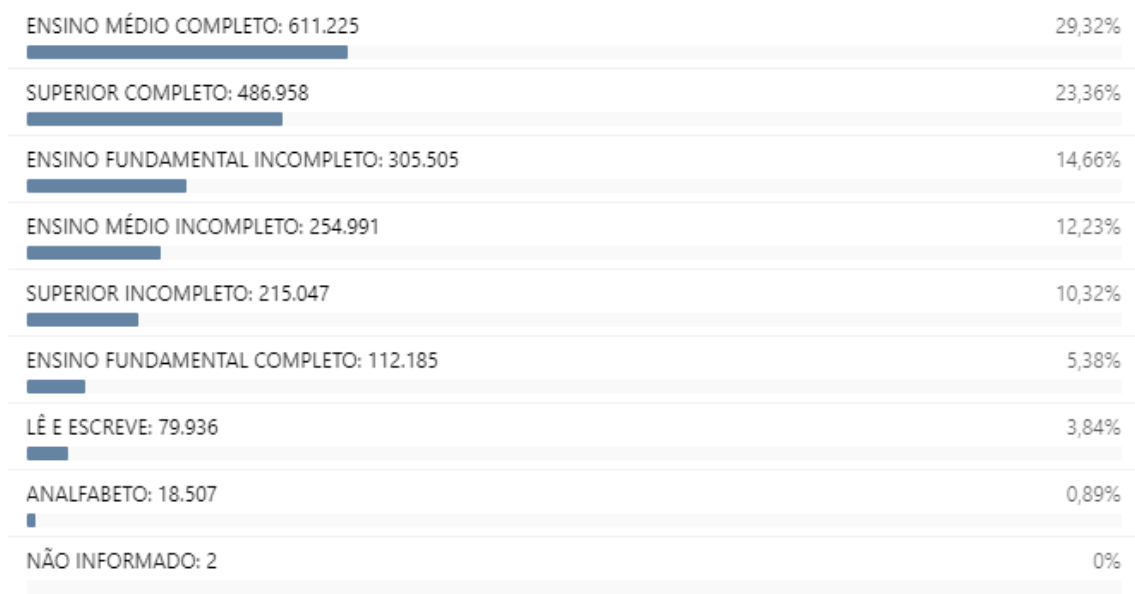 ENSINO MÉDIO COMPLETO: 611.225 29,32%
SUPERIOR COMPLETO: 486.958 23,36%
ENSINO FUNDAMENTAL INCOMPLETO: 305.505 14,66%
ENSINO MÉDIO INCOMPLETO: 254.991 12,23%
SUPERIOR INCOMPLETO: 215.047 10,32%
ENSINO FUNDAMENTAL COMPLETO: 112.185 5,38%
LÊ E ESCREVE: 79.936 3,84%
ANALFABETO: 18.507 0,89%
NÃO INFORMADO: 2 0%